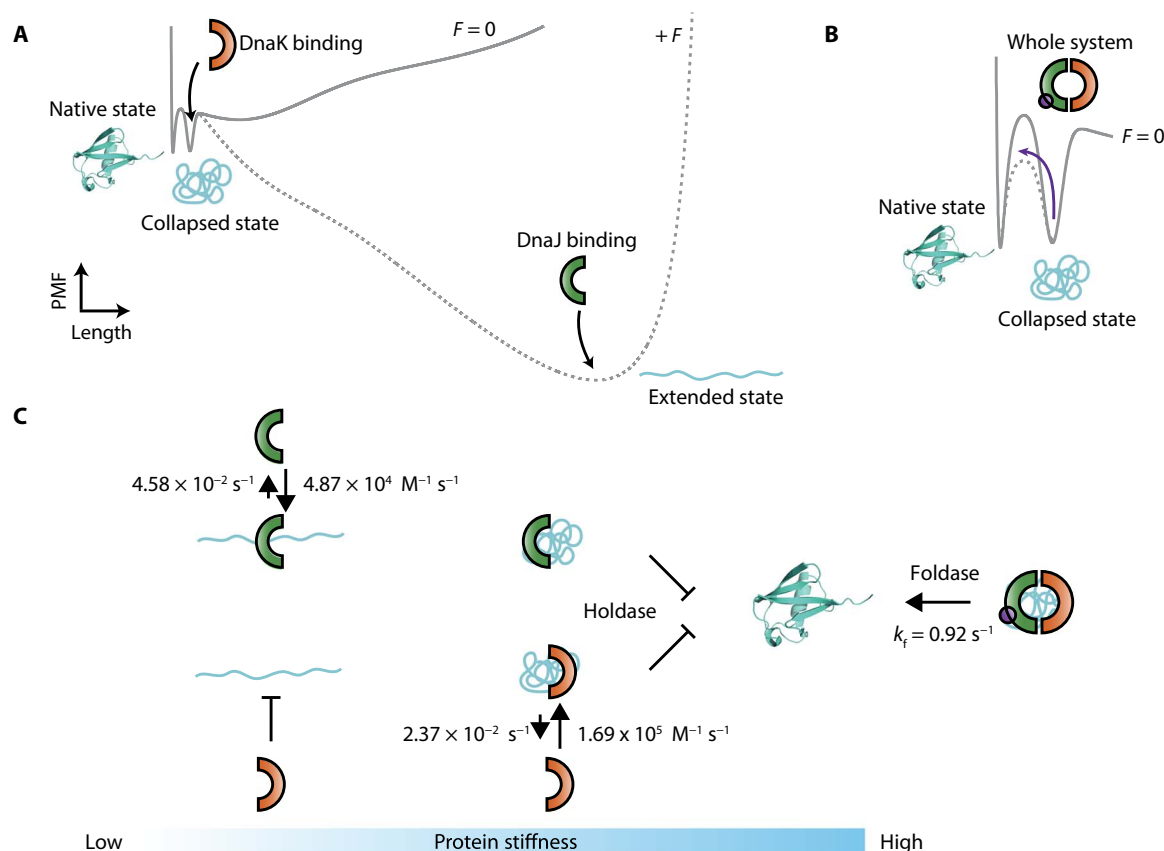 A
DnaK binding
F = 0
+ F
Native state
Collapsed state
DnaJ binding
PMF
Length
Extended state
B
Whole system
F = 0
Native state
Collapsed state
C
4.58 × 10⁻² s⁻¹
4.87 × 10⁴ M⁻¹ s⁻¹
Holdase
Foldase
k_f = 0.92 s⁻¹
2.37 × 10⁻² s⁻¹
1.69 x 10⁵ M⁻¹ s⁻¹
Low
Protein stiffness
High